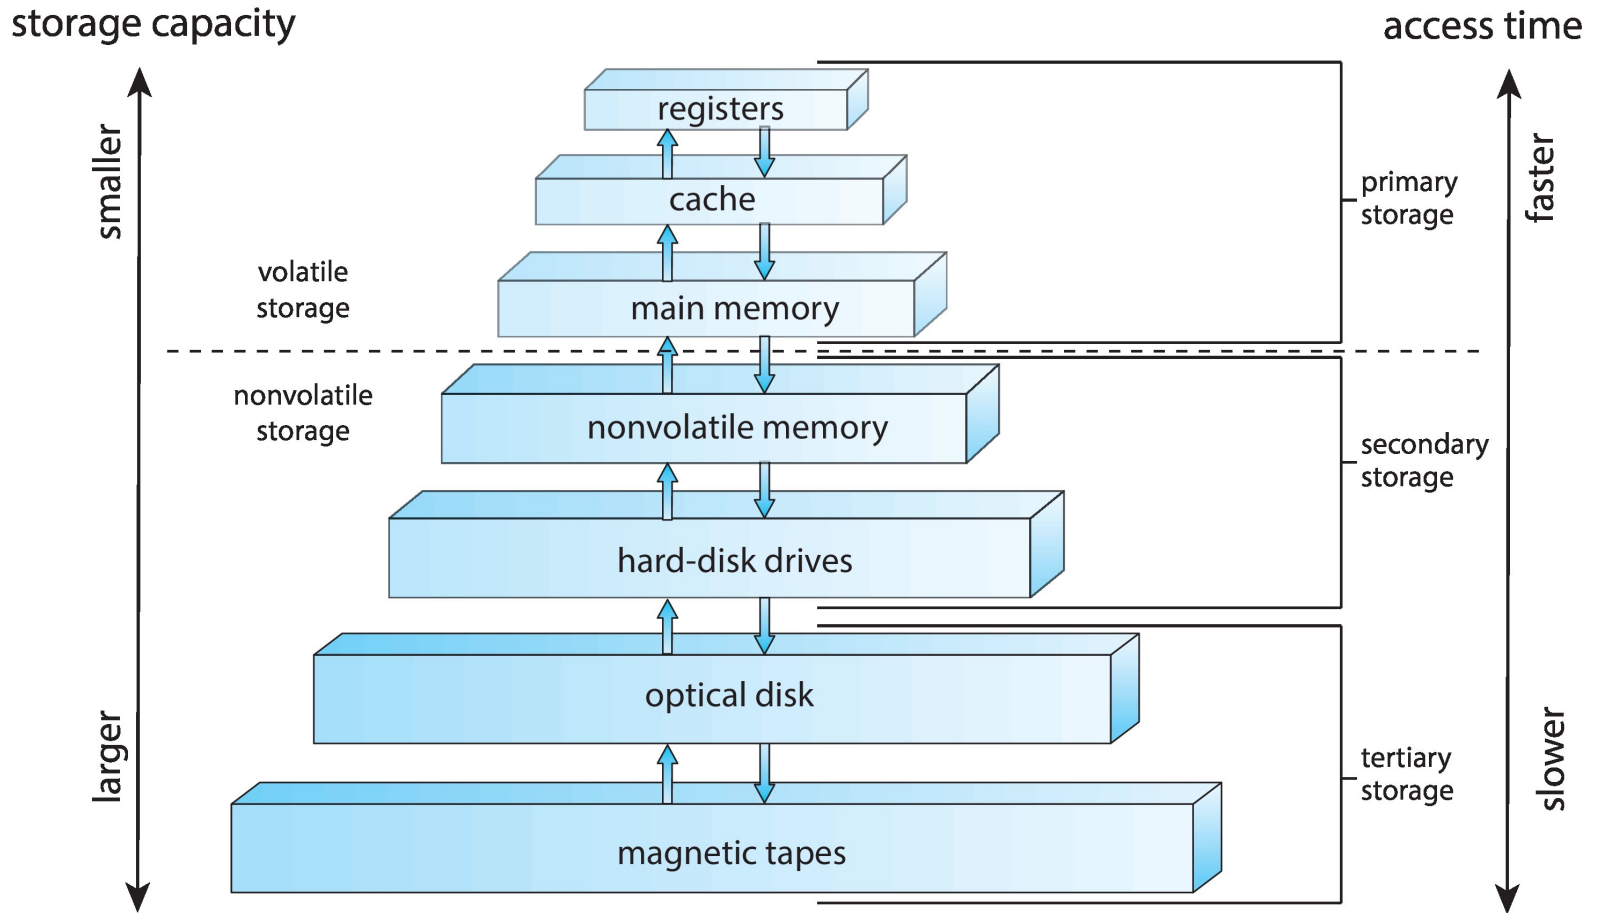 storage capacity
access time
smaller
larger
volatile
storage
nonvolatile
storage
registers
cache
main memory
nonvolatile memory
hard-disk drives
optical disk
magnetic tapes
primary
storage
secondary
storage
tertiary
storage
faster
slower